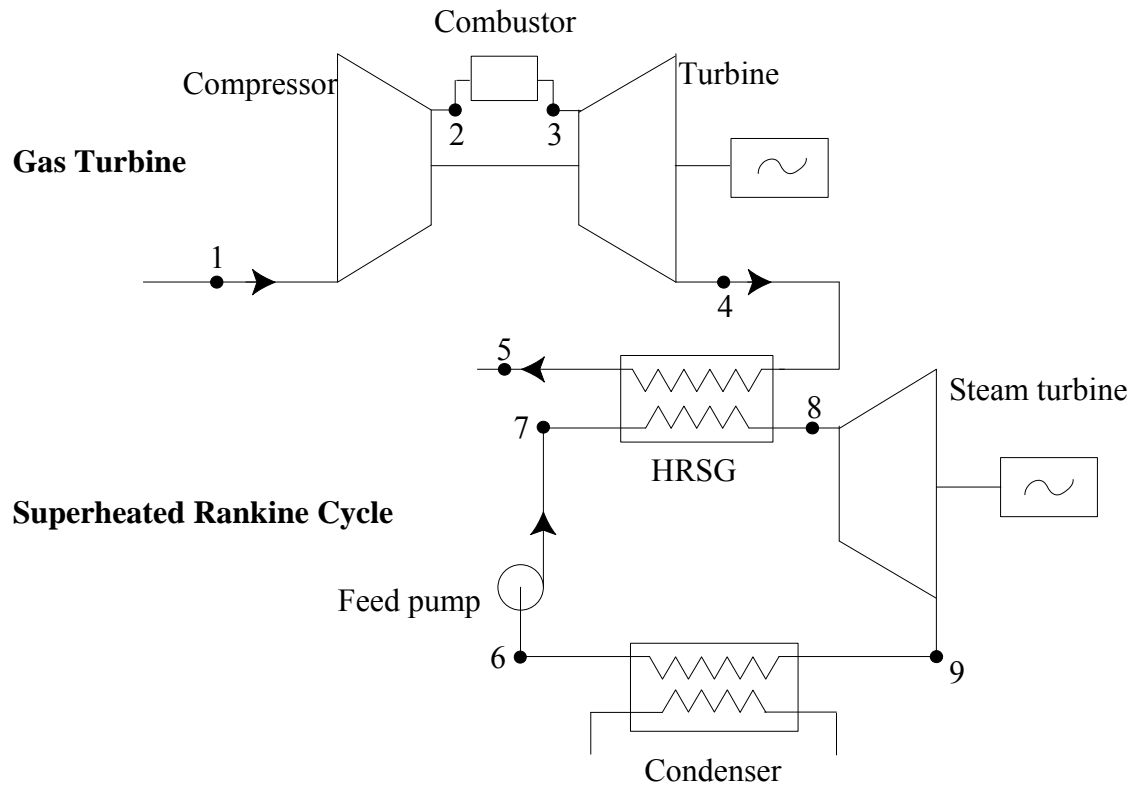 Combustor
Compressor
Turbine
2
3
Gas Turbine
1
4
5
Steam turbine
7
8
HRSG
Superheated Rankine Cycle
Feed pump
6
9
Condenser